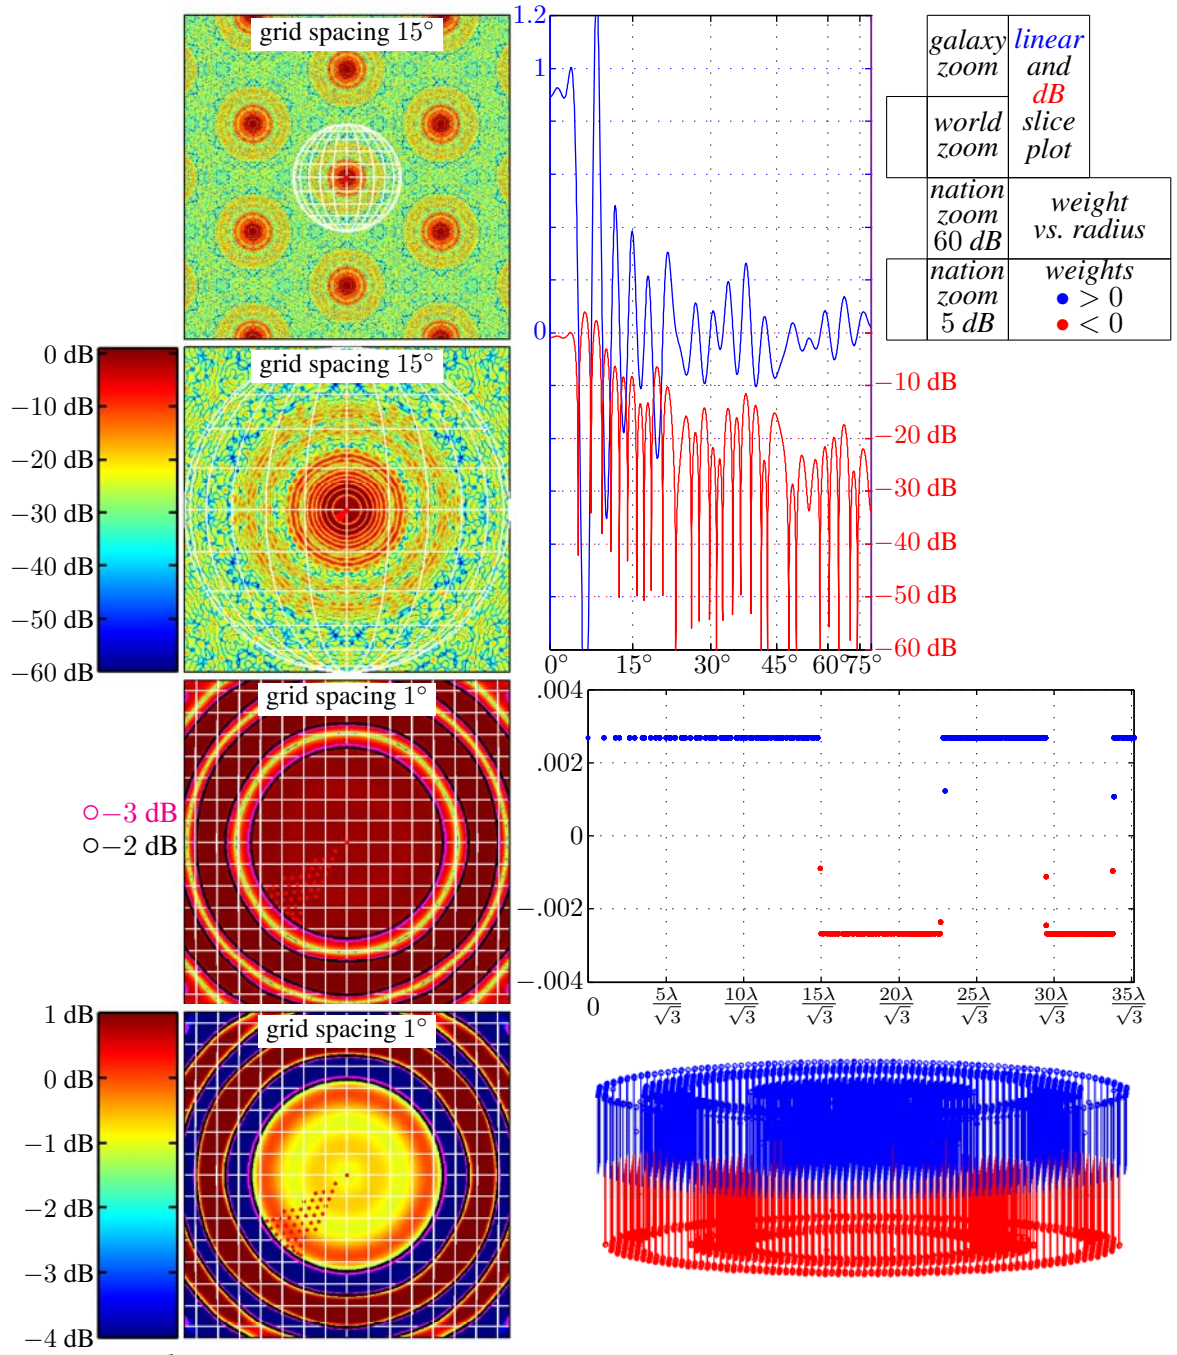 grid spacing 15°
1.2
1
0
−10 dB
−20 dB
−30 dB
−40 dB
−50 dB
−60 dB
0° 15° 30° 45° 60° 75°
galaxy zoom
linear and dB slice plot
world zoom
nation zoom 60 dB
weight vs. radius
nation zoom 5 dB
weights
> 0
< 0
grid spacing 15°
0 dB
−10 dB
−20 dB
−30 dB
−40 dB
−50 dB
−60 dB
grid spacing 1°
−3 dB
−2 dB
.004
.002
0
−.002
−.004
0 5λ/√3 10λ/√3 15λ/√3 20λ/√3 25λ/√3 30λ/√3 35λ/√3
grid spacing 1°
1 dB
0 dB
−1 dB
−2 dB
−3 dB
−4 dB